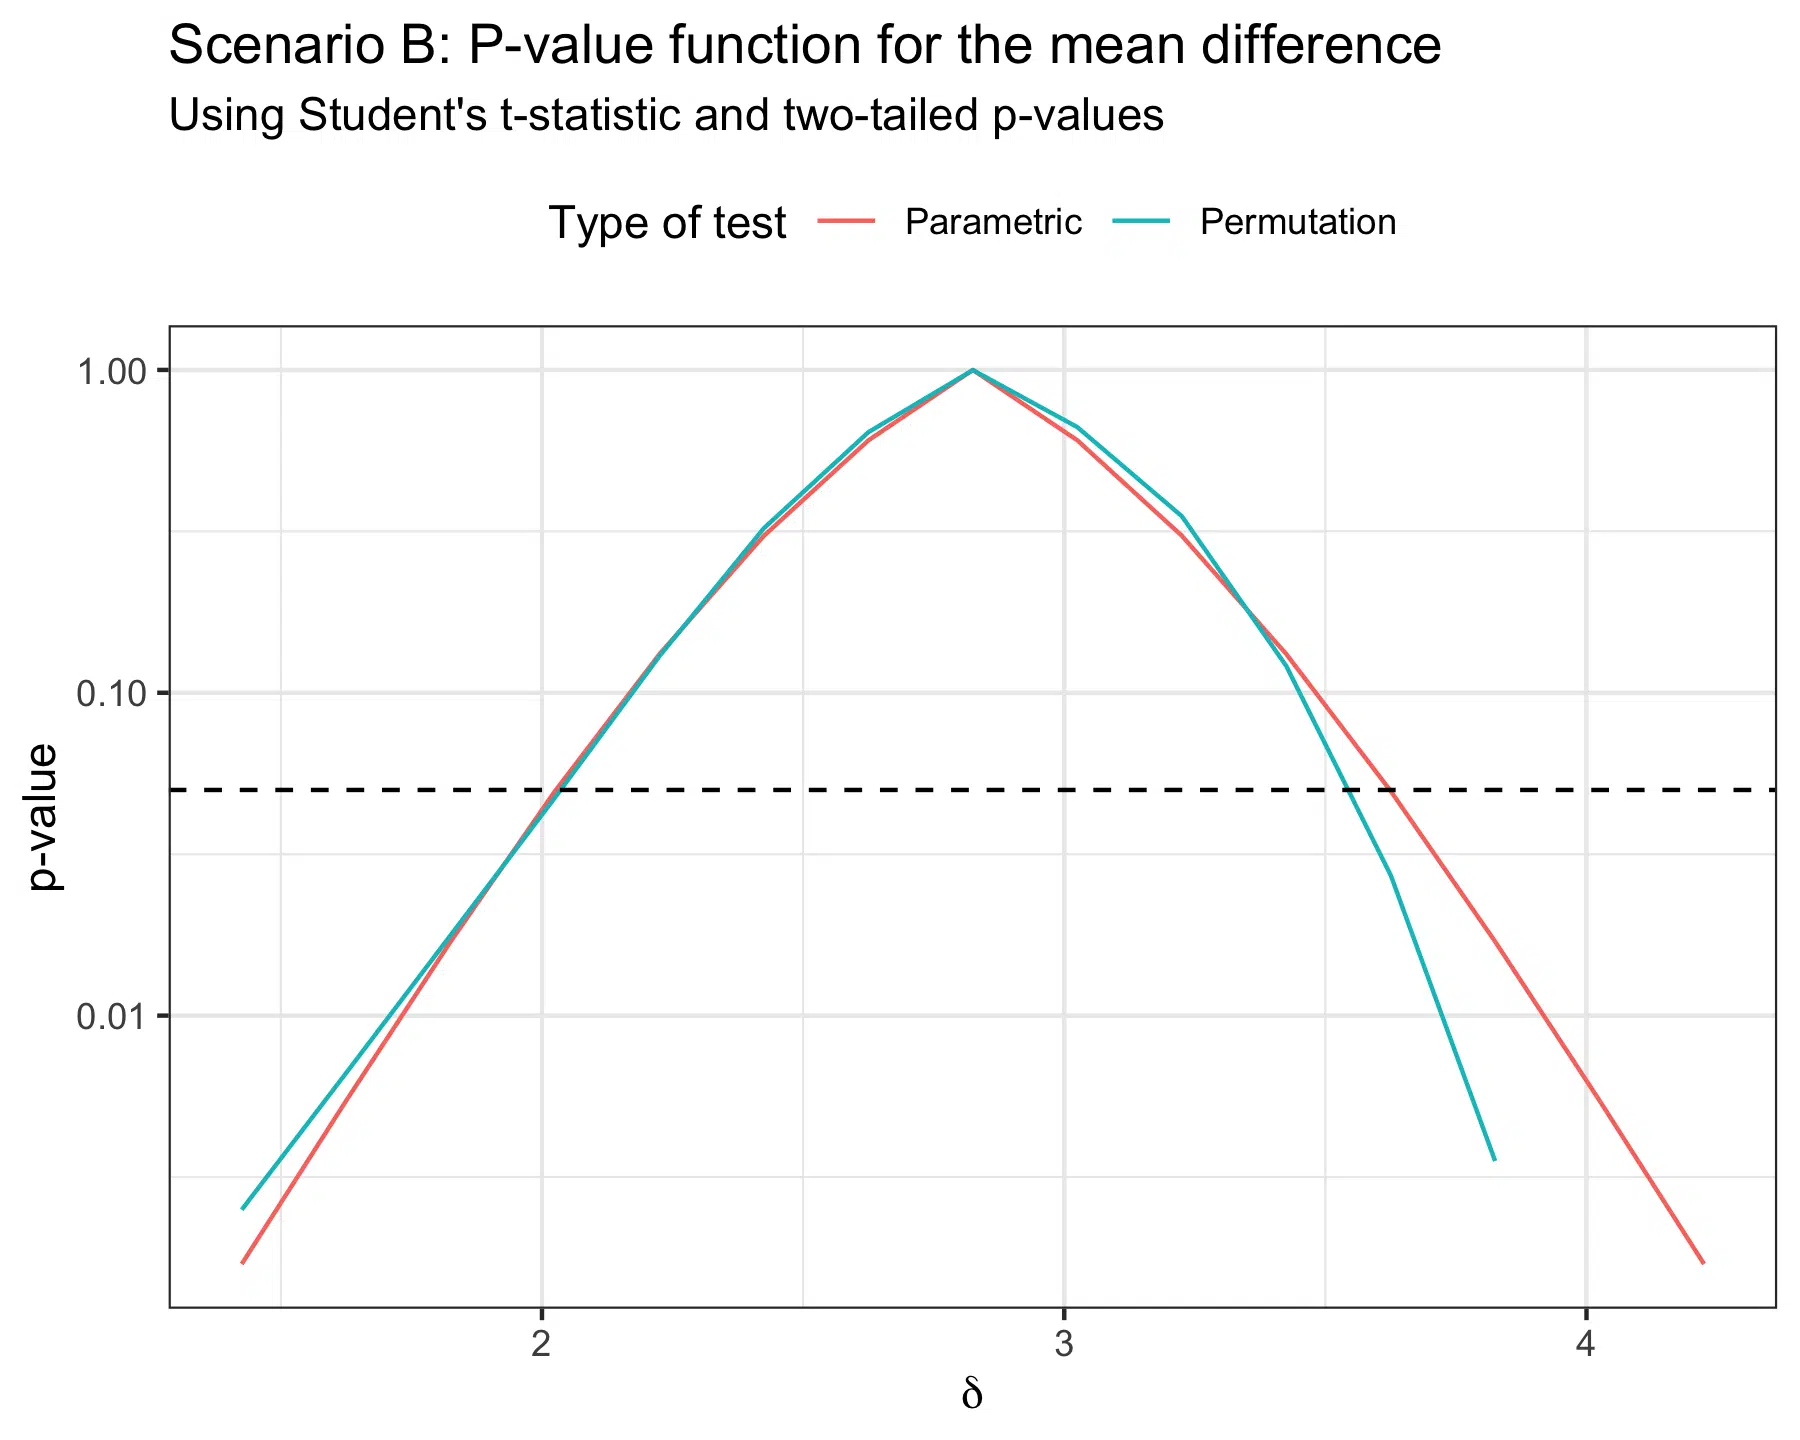 Scenario B: P-value function for the mean difference
Using Student's t-statistic and two-tailed p-values
Type of test Parametric Permutation
1.00
0.10
0.01
p-value
2 3 4
δ